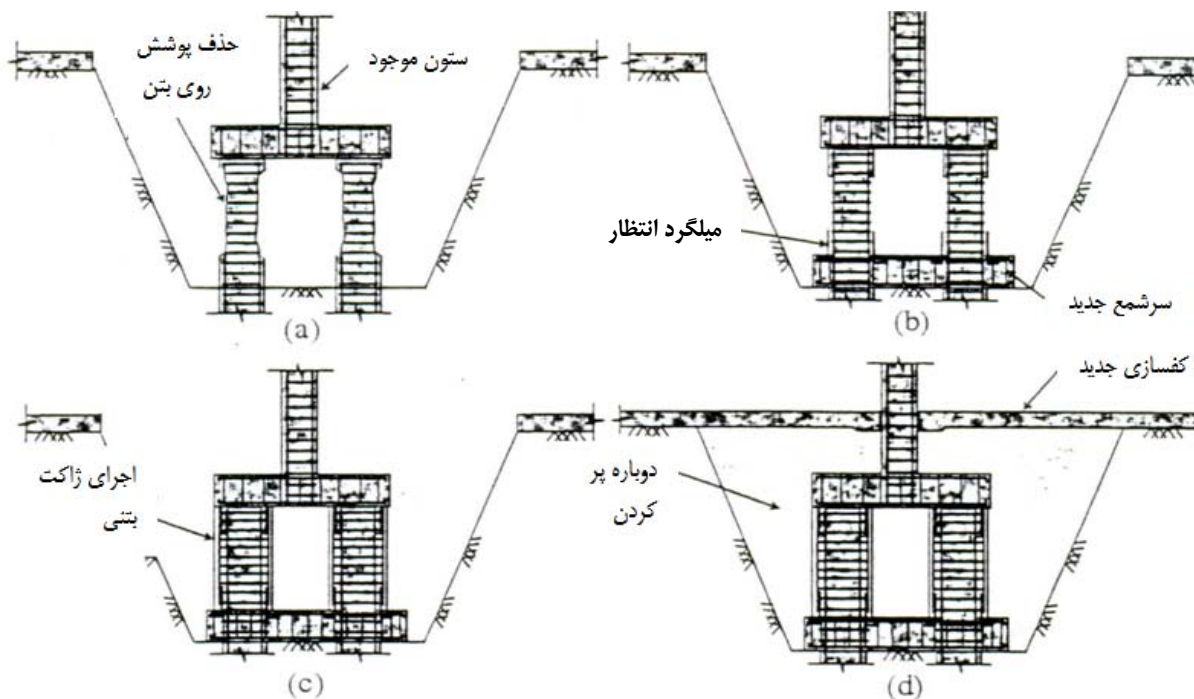 حذف پوشش
روی بتن
ستون موجود
(a)
میلگرد انتظار
سرشمع جدید
(b)
اجرای ژاکت
بتنی
(c)
کفسازی جدید
دوباره پر
کردن
(d)